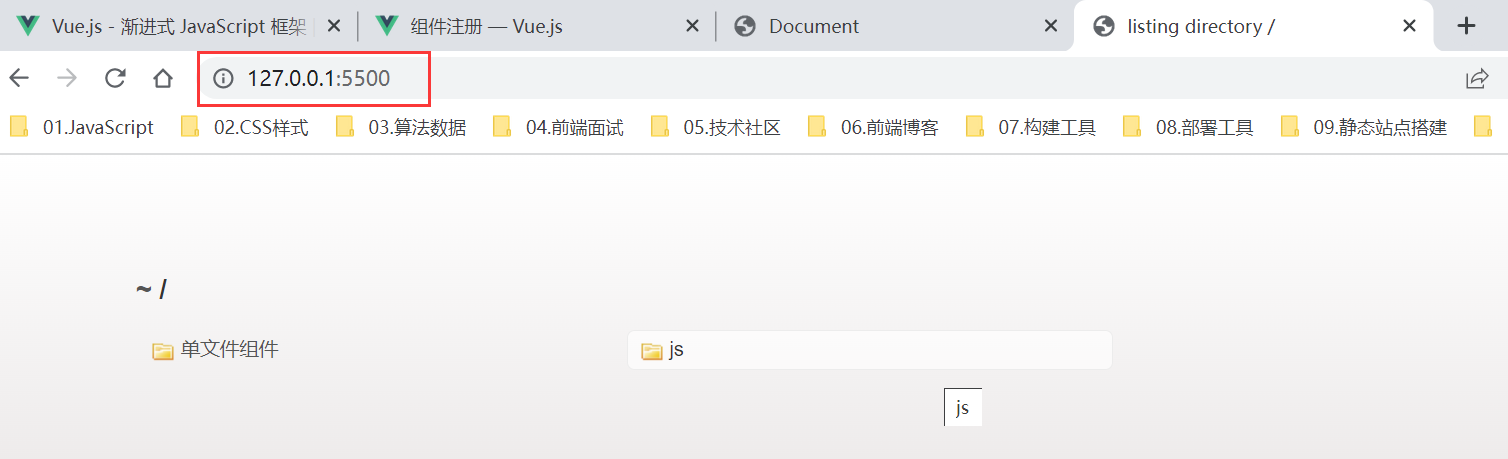 Vue.js - 渐进式 JavaScript 框架 组件注册 — Vue.js Document listing directory /
127.0.0.1:5500
01.JavaScript 02.CSS样式 03.算法数据 04.前端面试 05.技术社区 06.前端博客 07.构建工具 08.部署工具 09.静态站点搭建
~ /
单文件组件 js
js